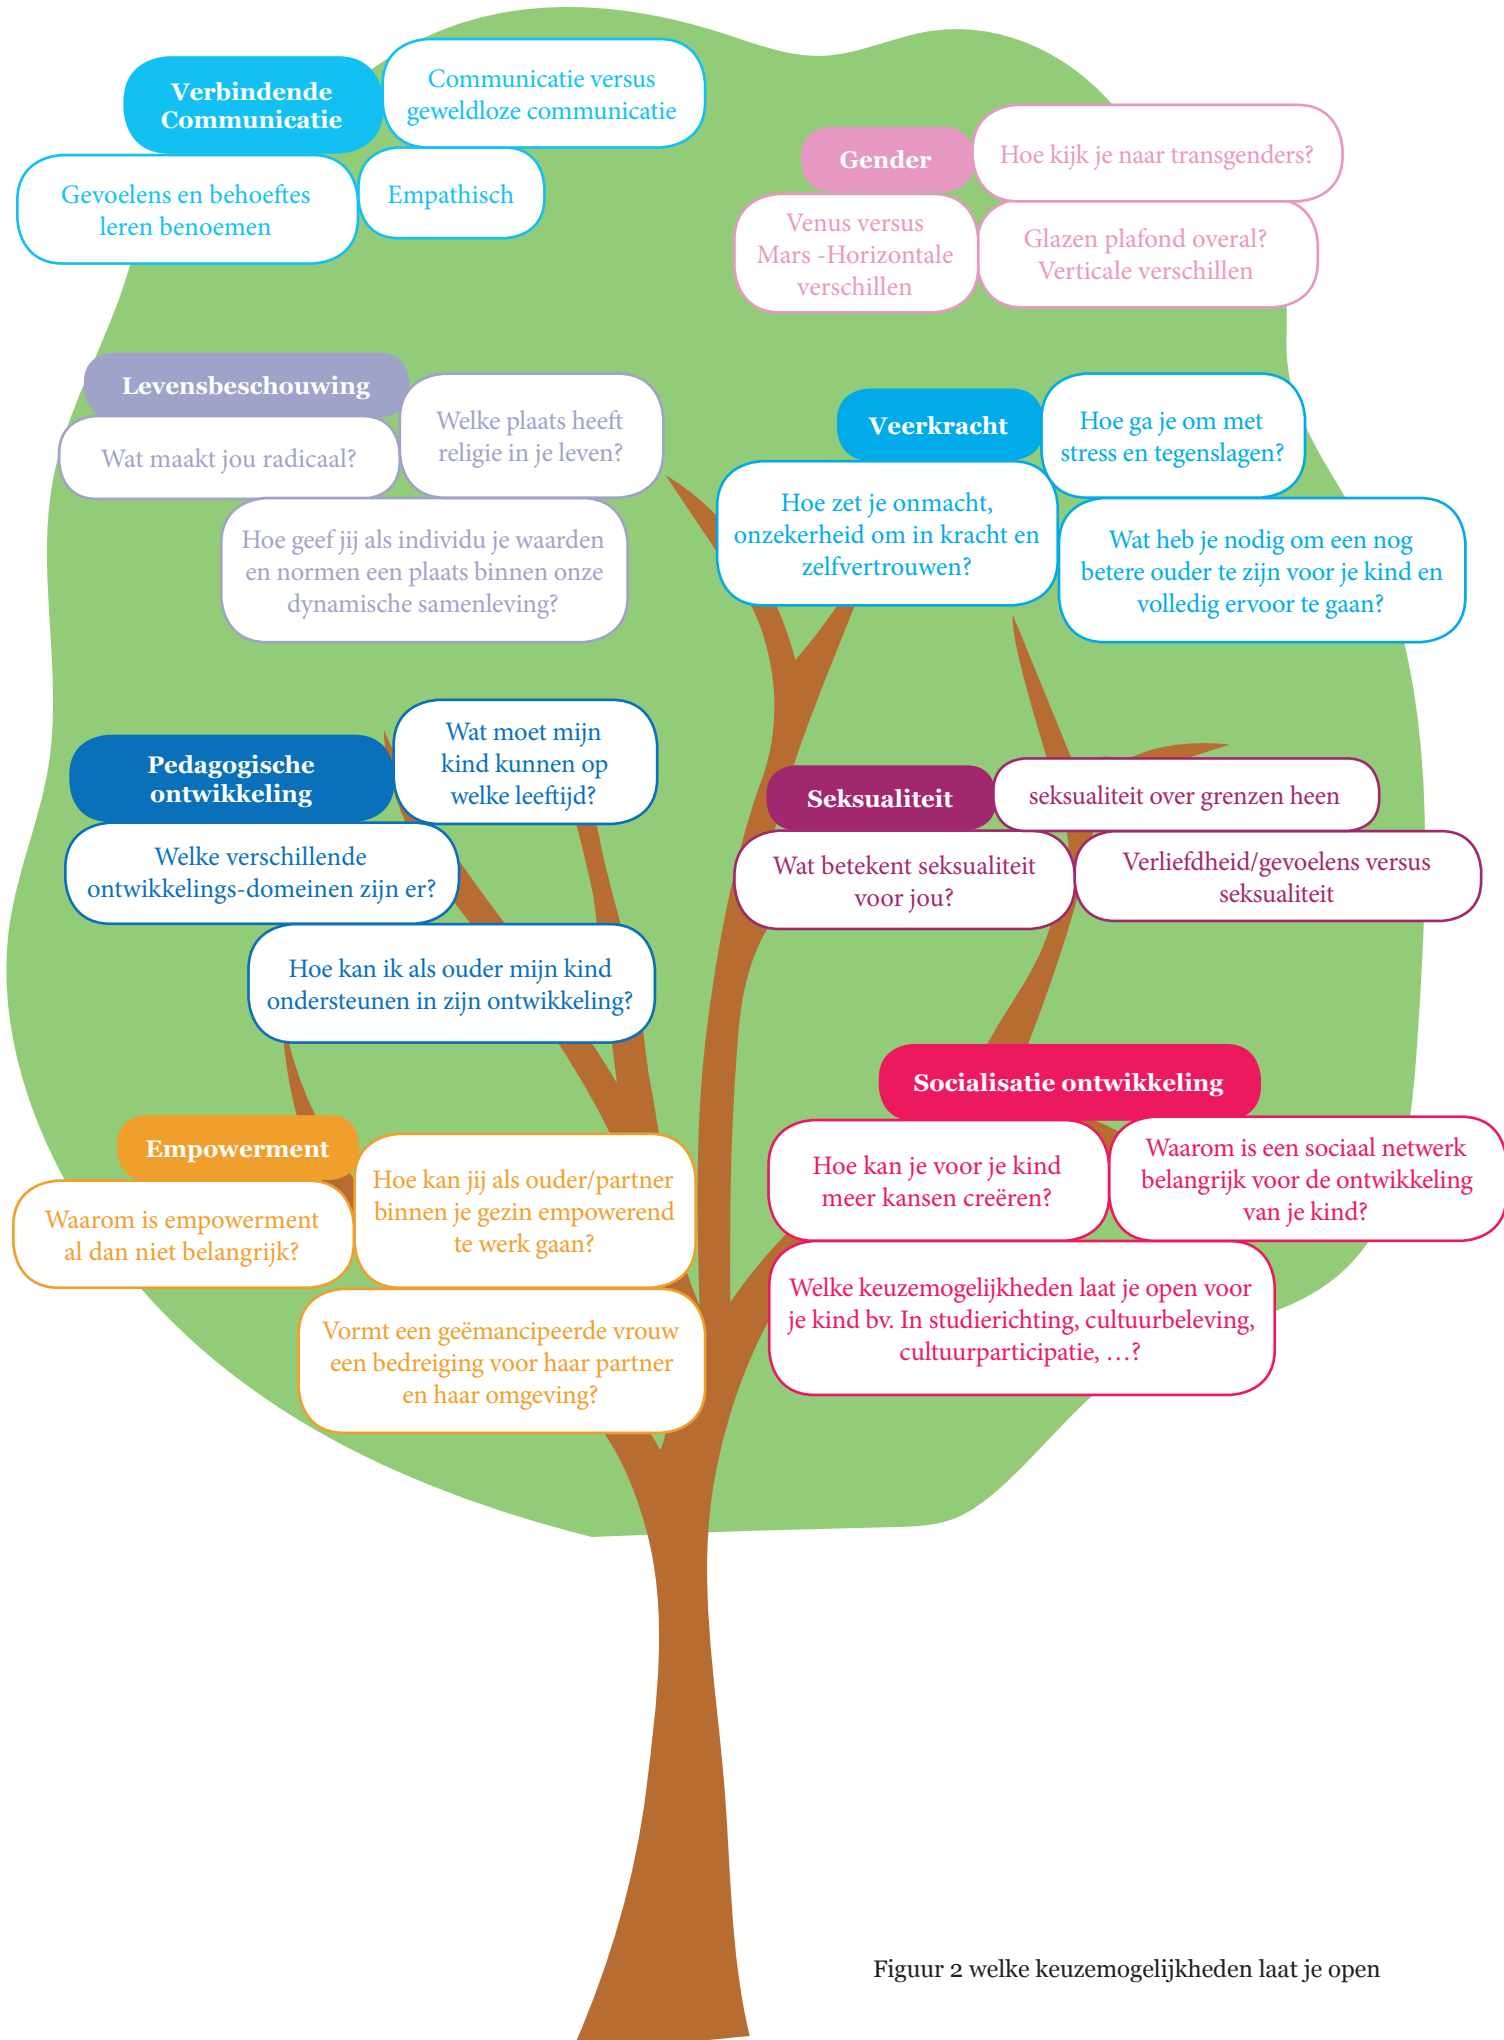 Verbindende
Communicatie
Communicatie versus
geweldloze communicatie
Gevoelens en behoeftes
leren benoemen
Empathisch
Gender
Hoe kijk je naar transgenders?
Venus versus
Mars -Horizontale
verschillen
Glazen plafond overal?
Verticale verschillen
Levensbeschouwing
Welke plaats heeft
religie in je leven?
Wat maakt jou radicaal?
Hoe geef jij als individu je waarden
en normen een plaats binnen onze
dynamische samenleving?
Veerkracht
Hoe ga je om met
stress en tegenslagen?
Hoe zet je onmacht,
onzekerheid om in kracht en
zelfvertrouwen?
Wat heb je nodig om een nog
betere ouder te zijn voor je kind en
volledig ervoor te gaan?
Pedagogische
ontwikkeling
Wat moet mijn
kind kunnen op
welke leeftijd?
Welke verschillende
ontwikkelings-domeinen zijn er?
Hoe kan ik als ouder mijn kind
ondersteunen in zijn ontwikkeling?
Seksualiteit
seksualiteit over grenzen heen
Wat betekent seksualiteit
voor jou?
Verliefdheid/gevoelens versus
seksualiteit
Empowerment
Hoe kan jij als ouder/partner
binnen je gezin empowerend
te werk gaan?
Waarom is empowerment
al dan niet belangrijk?
Vormt een geëmancipeerde vrouw
een bedreiging voor haar partner
en haar omgeving?
Socialisatie ontwikkeling
Hoe kan je voor je kind
meer kansen creëren?
Waarom is een sociaal netwerk
belangrijk voor de ontwikkeling
van je kind?
Welke keuzemogelijkheden laat je open voor
je kind bv. In studierichting, cultuurbeleving,
cultuurparticipatie, …?
Figuur 2 welke keuzemogelijkheden laat je open